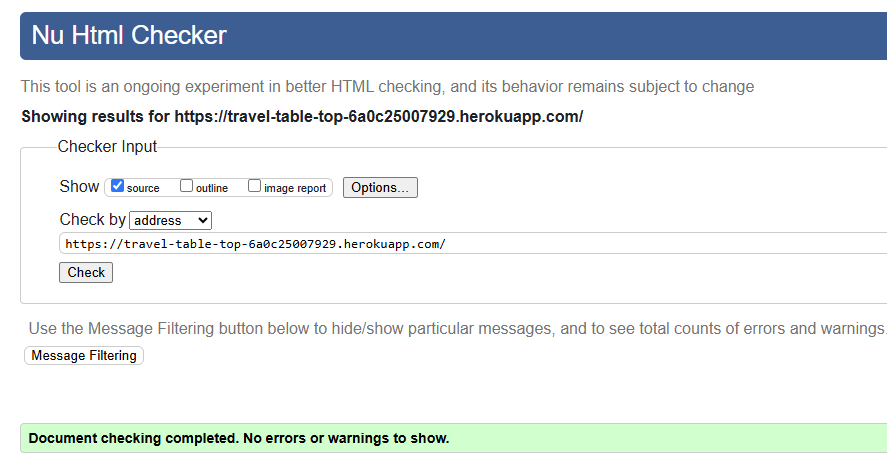 Nu Html Checker
This tool is an ongoing experiment in better HTML checking, and its behavior remains subject to change
Showing results for https://travel-table-top-6a0c25007929.herokuapp.com/
Checker Input
Show source outline image report Options...
Check by address
https://travel-table-top-6a0c25007929.herokuapp.com/
Check
Use the Message Filtering button below to hide/show particular messages, and to see total counts of errors and warnings.
Message Filtering
Document checking completed. No errors or warnings to show.